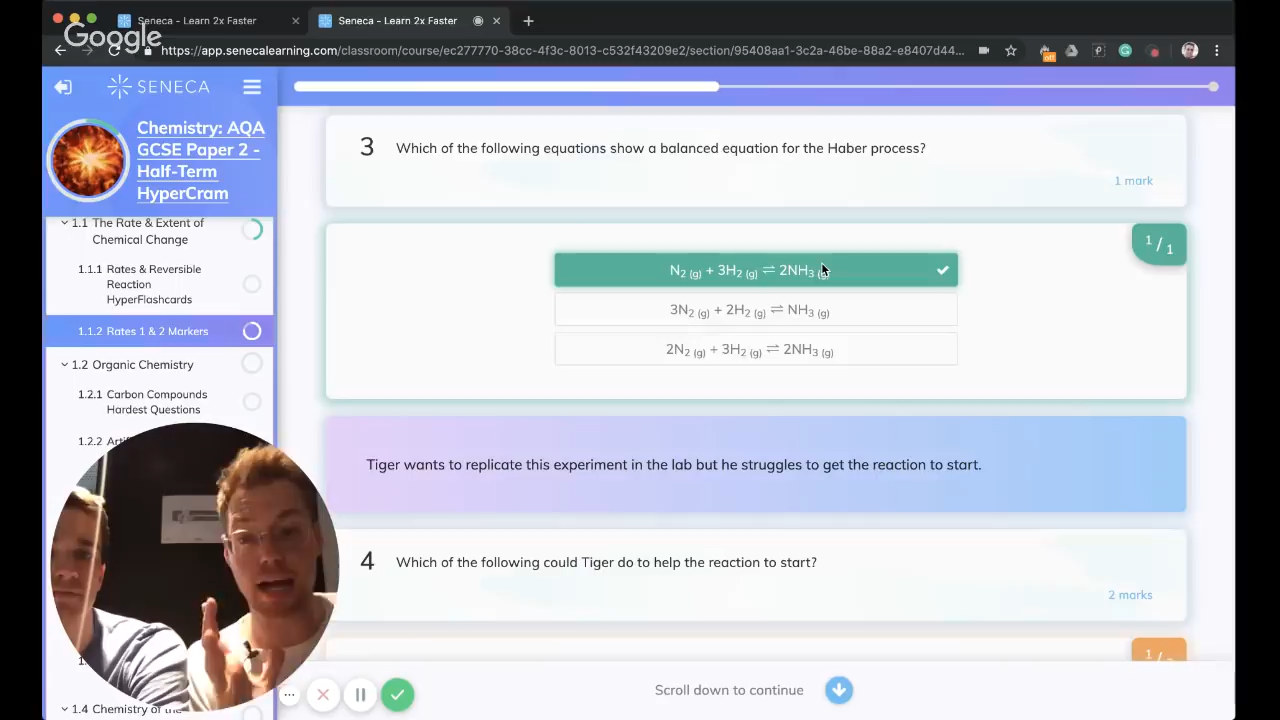 Seneca - Learn 2x Faster
Seneca - Learn 2x Faster
Google
https://app.senecalearning.com/classroom/course/ec277770-38cc-4f3c-8013-c532f43209e2/section/95408aa1-3c2a-46be-88a2-e8407d44...
off
SENECA
Chemistry: AQA
GCSE Paper 2 -
Half-Term
HyperCram
1.1 The Rate & Extent of
Chemical Change
1.1.1 Rates & Reversible
Reaction
HyperFlashcards
1.1.2 Rates 1 & 2 Markers
1.2 Organic Chemistry
1.2.1 Carbon Compounds
Hardest Questions
1.2.2
1.4 Chemistry of the
3 Which of the following equations show a balanced equation for the Haber process?
1 mark
1/1
N₂ (g) + 3H₂ (g) ⇌ 2NH₃ (g)
3N₂ (g) + 2H₂ (g) ⇌ NH₃ (g)
2N₂ (g) + 3H₂ (g) ⇌ 2NH₃ (g)
Tiger wants to replicate this experiment in the lab but he struggles to get the reaction to start.
4 Which of the following could Tiger do to help the reaction to start?
2 marks
Scroll down to continue